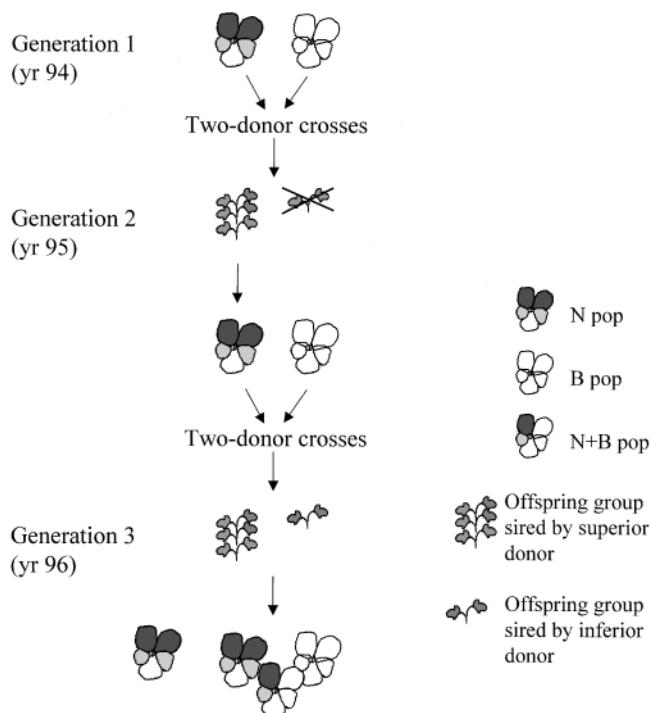 Generation 1
(yr 94)
Two-donor crosses
Generation 2
(yr 95)
Two-donor crosses
Generation 3
(yr 96)
N pop
B pop
N+B pop
Offspring group
sired by superior
donor
Offspring group
sired by inferior
donor